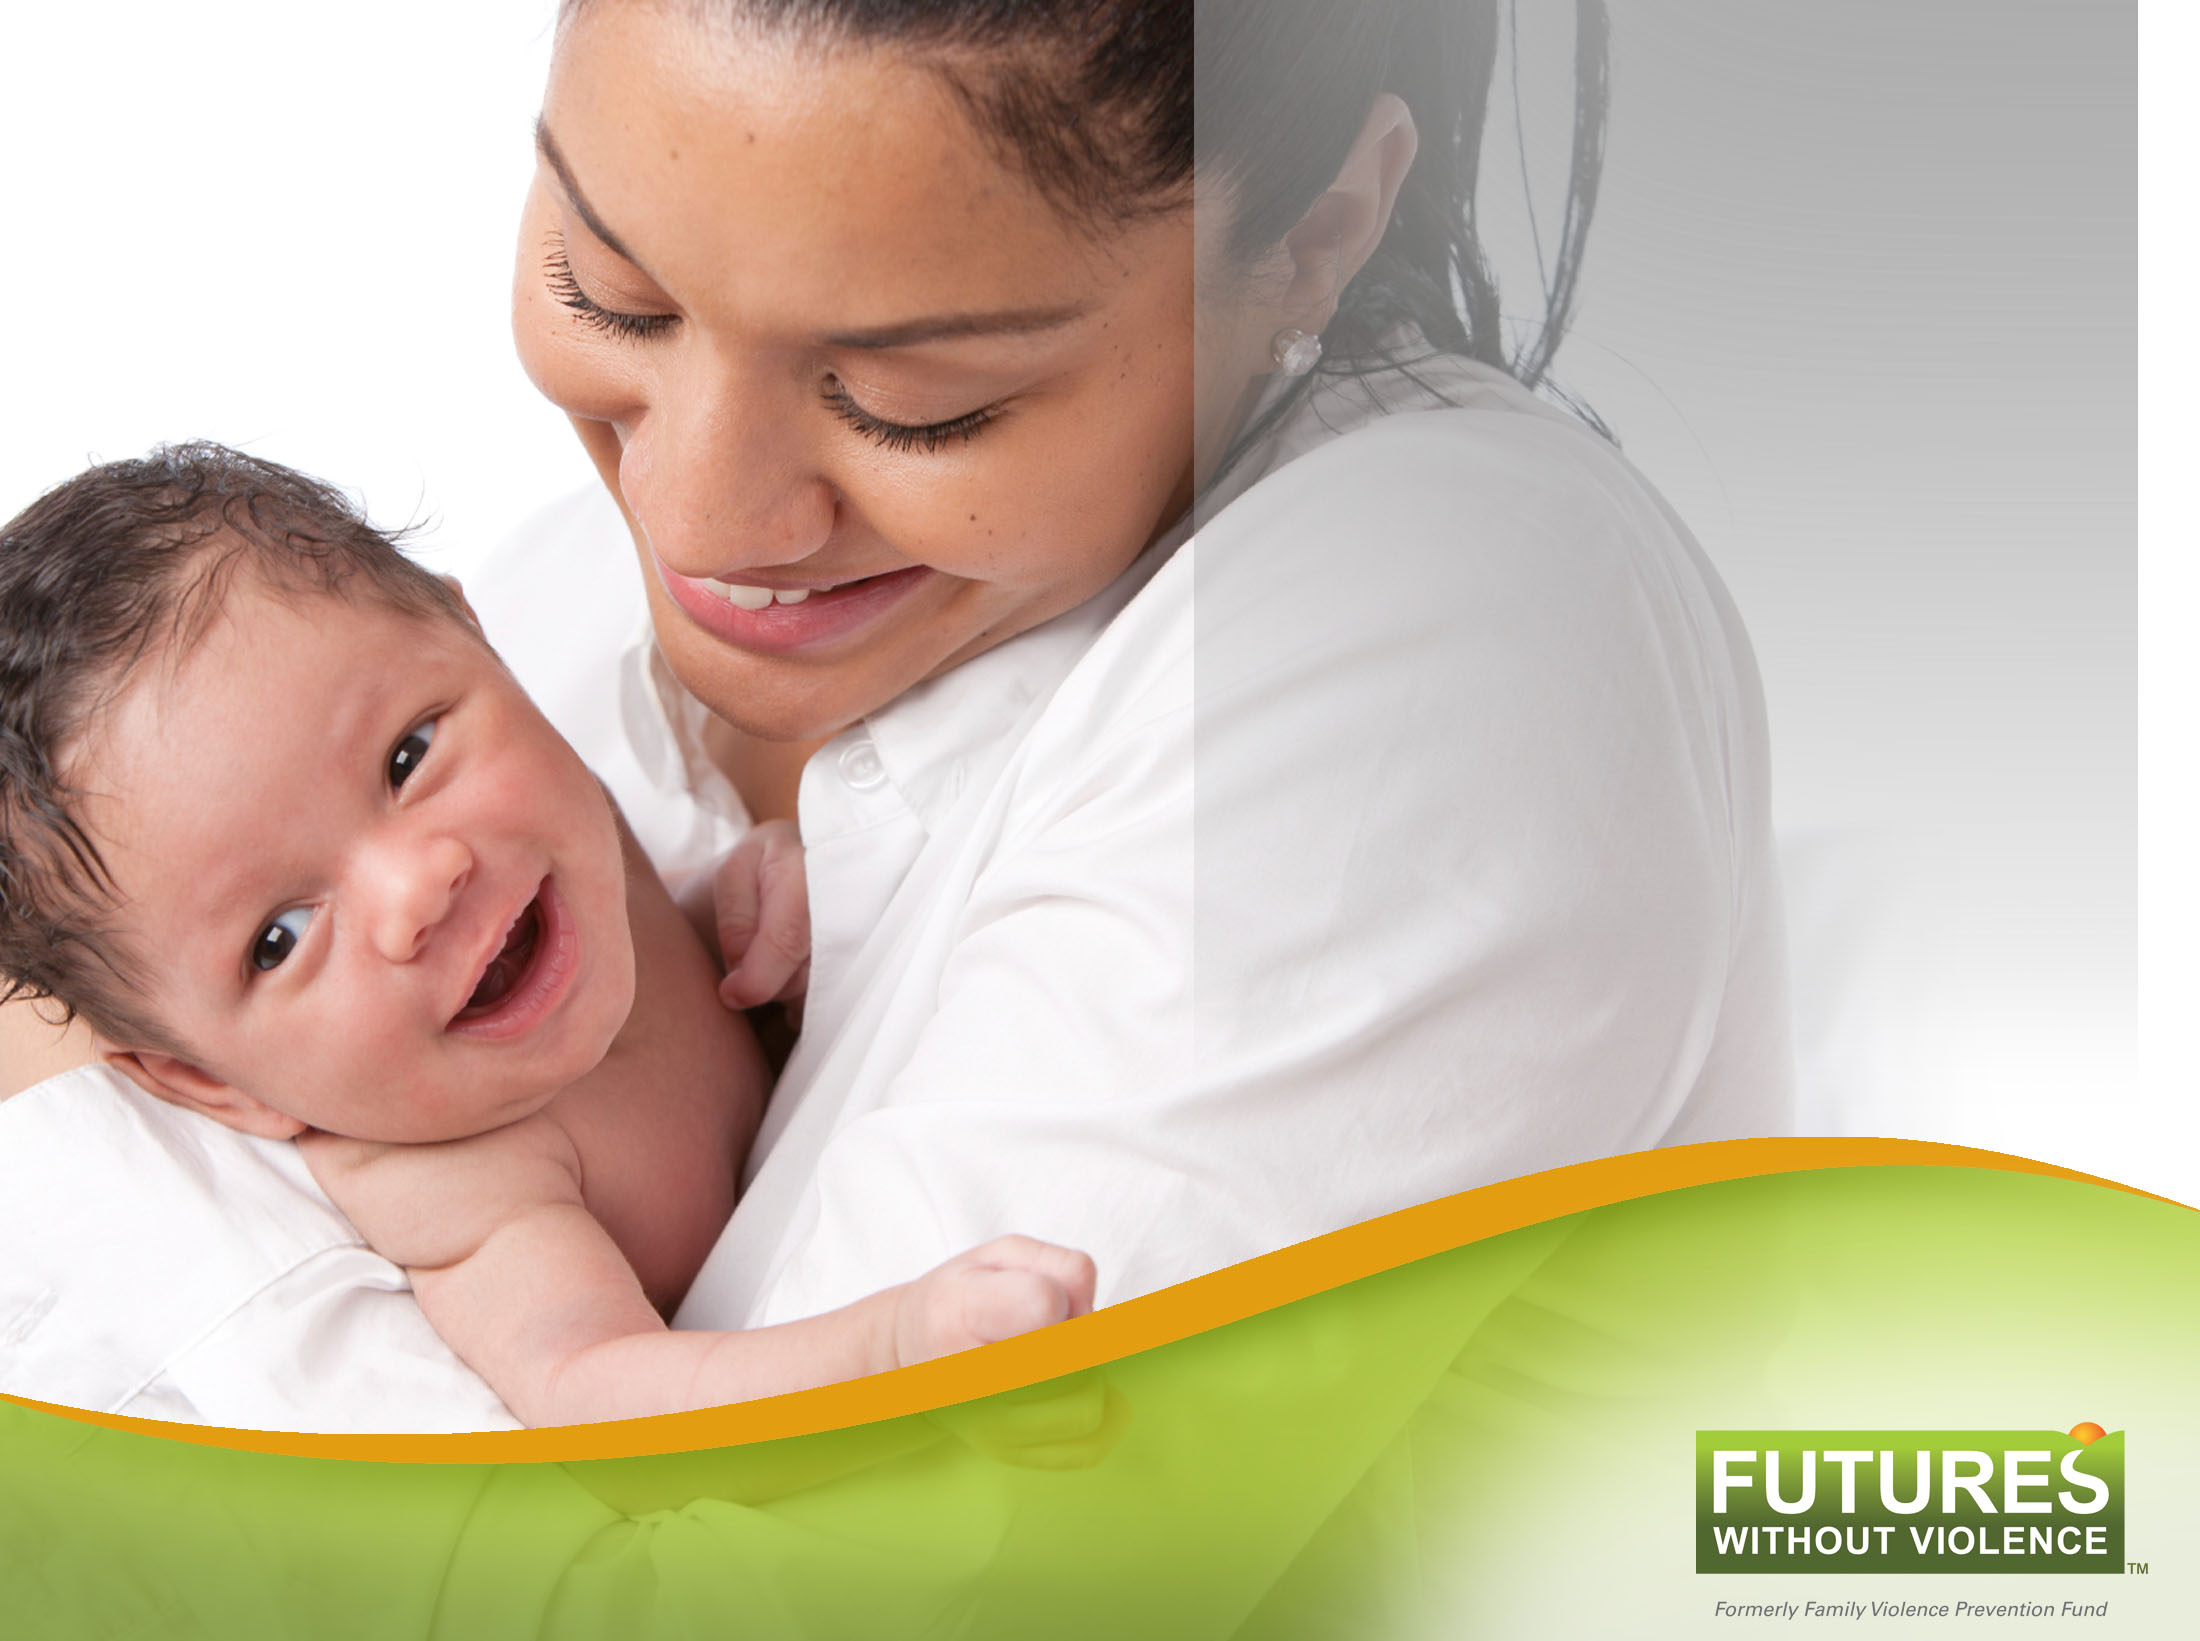 FUTURES
WITHOUT VIOLENCE
TM
Formerly Family Violence Prevention Fund